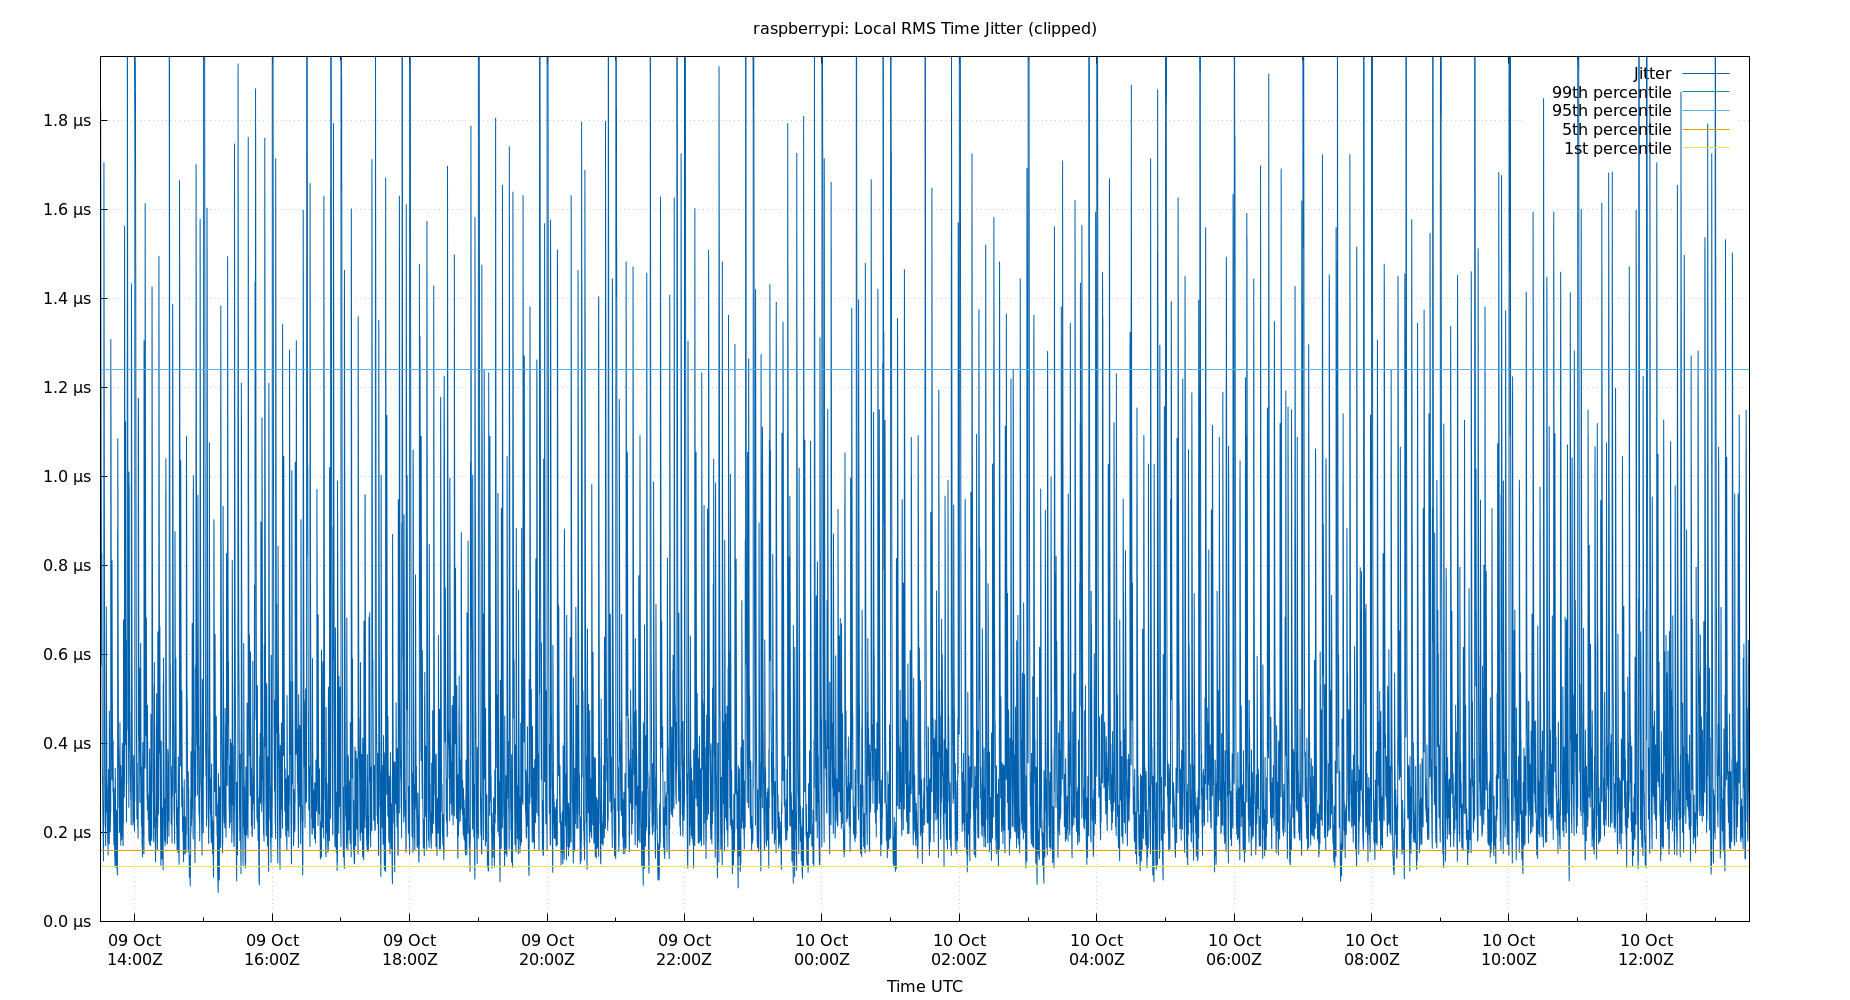 raspberrypi: Local RMS Time Jitter (clipped)
Jitter
99th percentile
95th percentile
5th percentile
1st percentile
1.8 µs
1.6 µs
1.4 µs
1.2 µs
1.0 µs
0.8 µs
0.6 µs
0.4 µs
0.2 µs
0.0 µs
09 Oct 09 Oct 09 Oct 09 Oct 09 Oct 10 Oct 10 Oct 10 Oct 10 Oct 10 Oct 10 Oct 10 Oct
14:00Z 16:00Z 18:00Z 20:00Z 22:00Z 00:00Z 02:00Z 04:00Z 06:00Z 08:00Z 10:00Z 12:00Z
Time UTC